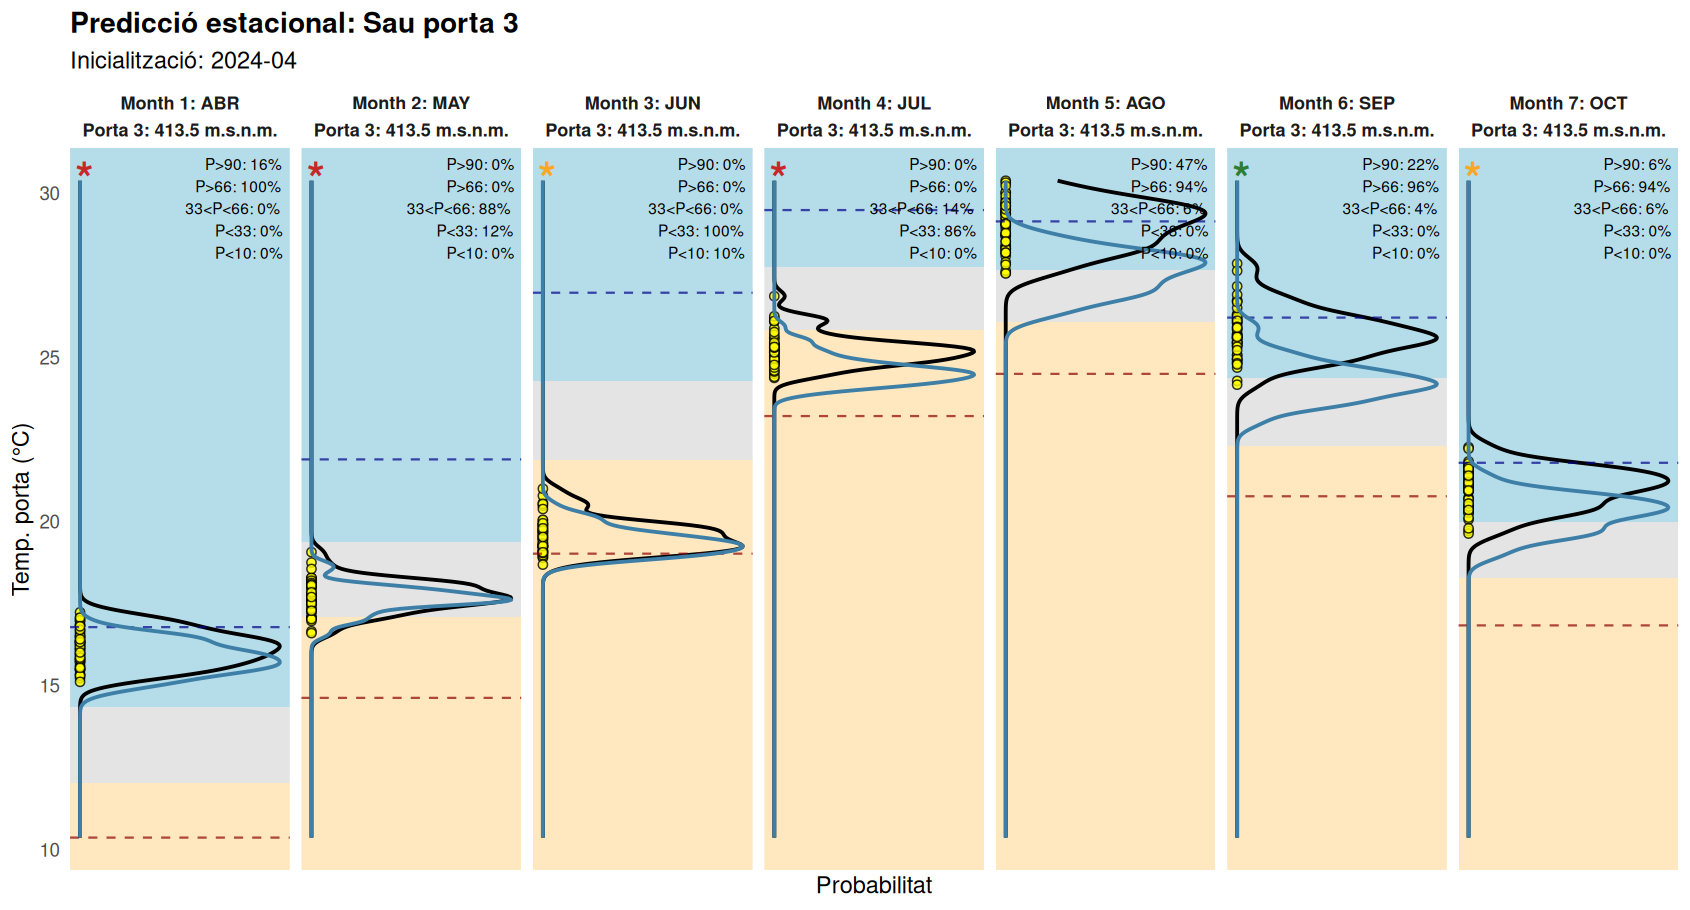 Predicció estacional: Sau porta 3
Inicialització: 2024-04
Month 1: ABR
Porta 3: 413.5 m.s.n.m.
Month 2: MAY
Porta 3: 413.5 m.s.n.m.
Month 3: JUN
Porta 3: 413.5 m.s.n.m.
Month 4: JUL
Porta 3: 413.5 m.s.n.m.
Month 5: AGO
Porta 3: 413.5 m.s.n.m.
Month 6: SEP
Porta 3: 413.5 m.s.n.m.
Month 7: OCT
Porta 3: 413.5 m.s.n.m.
*
P>90: 16%
P>66: 100%
33<P<66: 0%
P<33: 0%
P<10: 0%
*
P>90: 0%
P>66: 0%
33<P<66: 88%
P<33: 12%
P<10: 0%
*
P>90: 0%
P>66: 0%
33<P<66: 0%
P<33: 100%
P<10: 10%
*
P>90: 0%
P>66: 0%
33<P<66: 14%
P<33: 86%
P<10: 0%
P>90: 47%
P>66: 94%
33<P<66: 6%
P<33: 0%
P<10: 0%
*
P>90: 22%
P>66: 96%
33<P<66: 4%
P<33: 0%
P<10: 0%
*
P>90: 6%
P>66: 94%
33<P<66: 6%
P<33: 0%
P<10: 0%
30
25
20
15
10
Temp. porta (°C)
Probabilitat